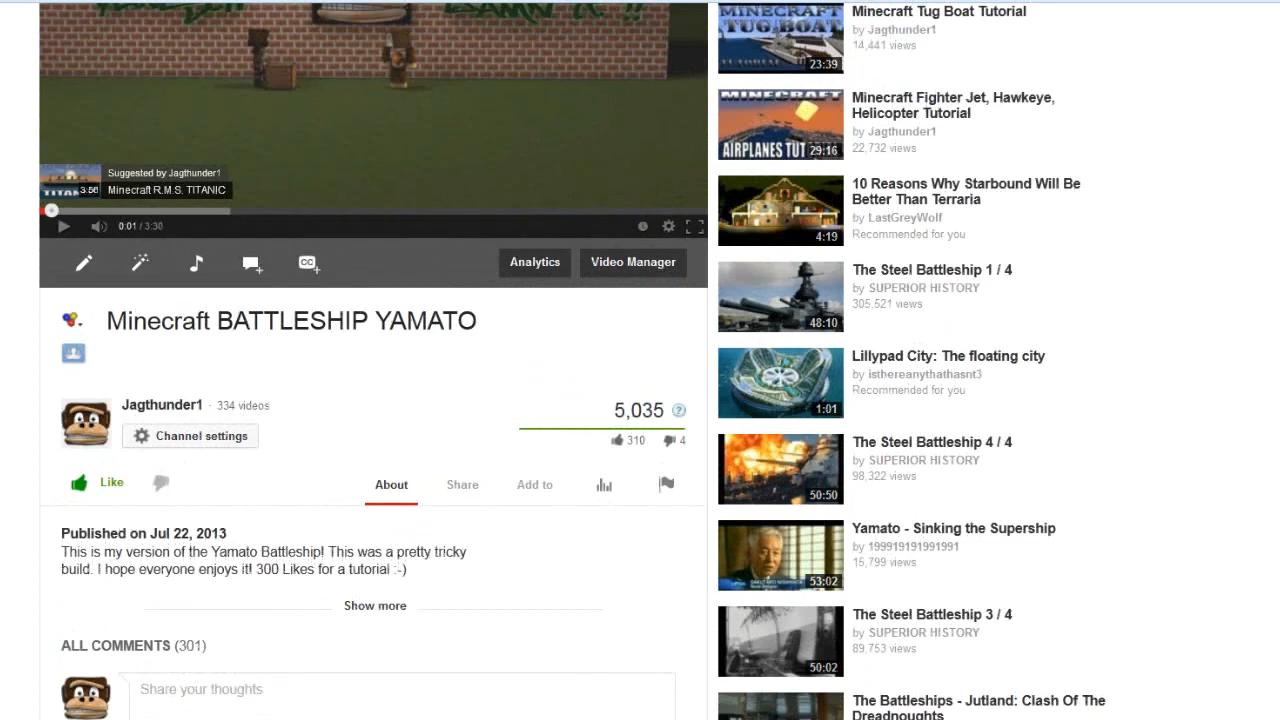 DAMN IT !!
Suggested by Jagthunder1
Minecraft R.M.S. TITANIC
3:56
0:01 / 3:30
CC
Analytics
Video Manager
Minecraft BATTLESHIP YAMATO
Jagthunder1 · 334 videos
Channel settings
5,035
?
310
4
Like
About
Share
Add to
Published on Jul 22, 2013
This is my version of the Yamato Battleship! This was a pretty tricky
build. I hope everyone enjoys it! 300 Likes for a tutorial :-)
Show more
ALL COMMENTS (301)
Share your thoughts
MINECRAFT
TUG BOAT
TUTORIAL
23:39
Minecraft Tug Boat Tutorial
by Jagthunder1
14,441 views
MINECRAFT
AIRPLANES TUT
29:16
Minecraft Fighter Jet, Hawkeye,
Helicopter Tutorial
by Jagthunder1
22,732 views
4:19
10 Reasons Why Starbound Will Be
Better Than Terraria
by LastGreyWolf
Recommended for you
48:10
The Steel Battleship 1 / 4
by SUPERIOR HISTORY
305,521 views
1:01
Lillypad City: The floating city
by isthereanythathasnt3
Recommended for you
50:50
The Steel Battleship 4 / 4
by SUPERIOR HISTORY
98,322 views
53:02
Yamato - Sinking the Supership
by 199919191991991
15,799 views
50:02
The Steel Battleship 3 / 4
by SUPERIOR HISTORY
89,753 views
The Battleships - Jutland: Clash Of The
Dreadnoughts